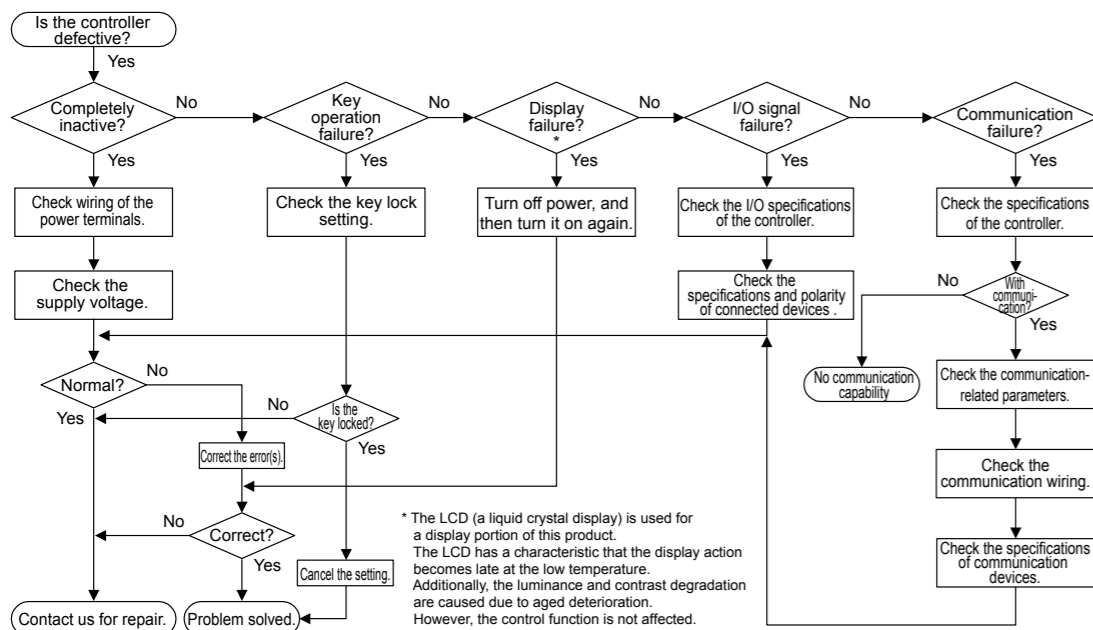 Is the controller
defective?
Yes
Completely
inactive?
No
Key
operation
failure?
No
Display
failure?
*
No
I/O signal
failure?
No
Communication
failure?
Yes
Yes
Yes
Yes
Yes
Check wiring of the
power terminals.
Check the key lock
setting.
Turn off power, and
then turn it on again.
Check the I/O specifications
of the controller.
Check the specifications
of the controller.
Check the
supply voltage.
Check the
specifications and polarity
of connected devices .
No
With
communi-
cation?
Yes
Normal?
No
Yes
No communication
capability
Check the communication-
related parameters.
No
Is the
key locked?
Yes
Correct the error(s).
Check the
communication wiring.
No
Correct?
Yes
Cancel the setting.
* The LCD (a liquid crystal display) is used for
a display portion of this product.
The LCD has a characteristic that the display action
becomes late at the low temperature.
Additionally, the luminance and contrast degradation
are caused due to aged deterioration.
However, the control function is not affected.
Check the specifications
of communication
devices.
Contact us for repair.
Problem solved.